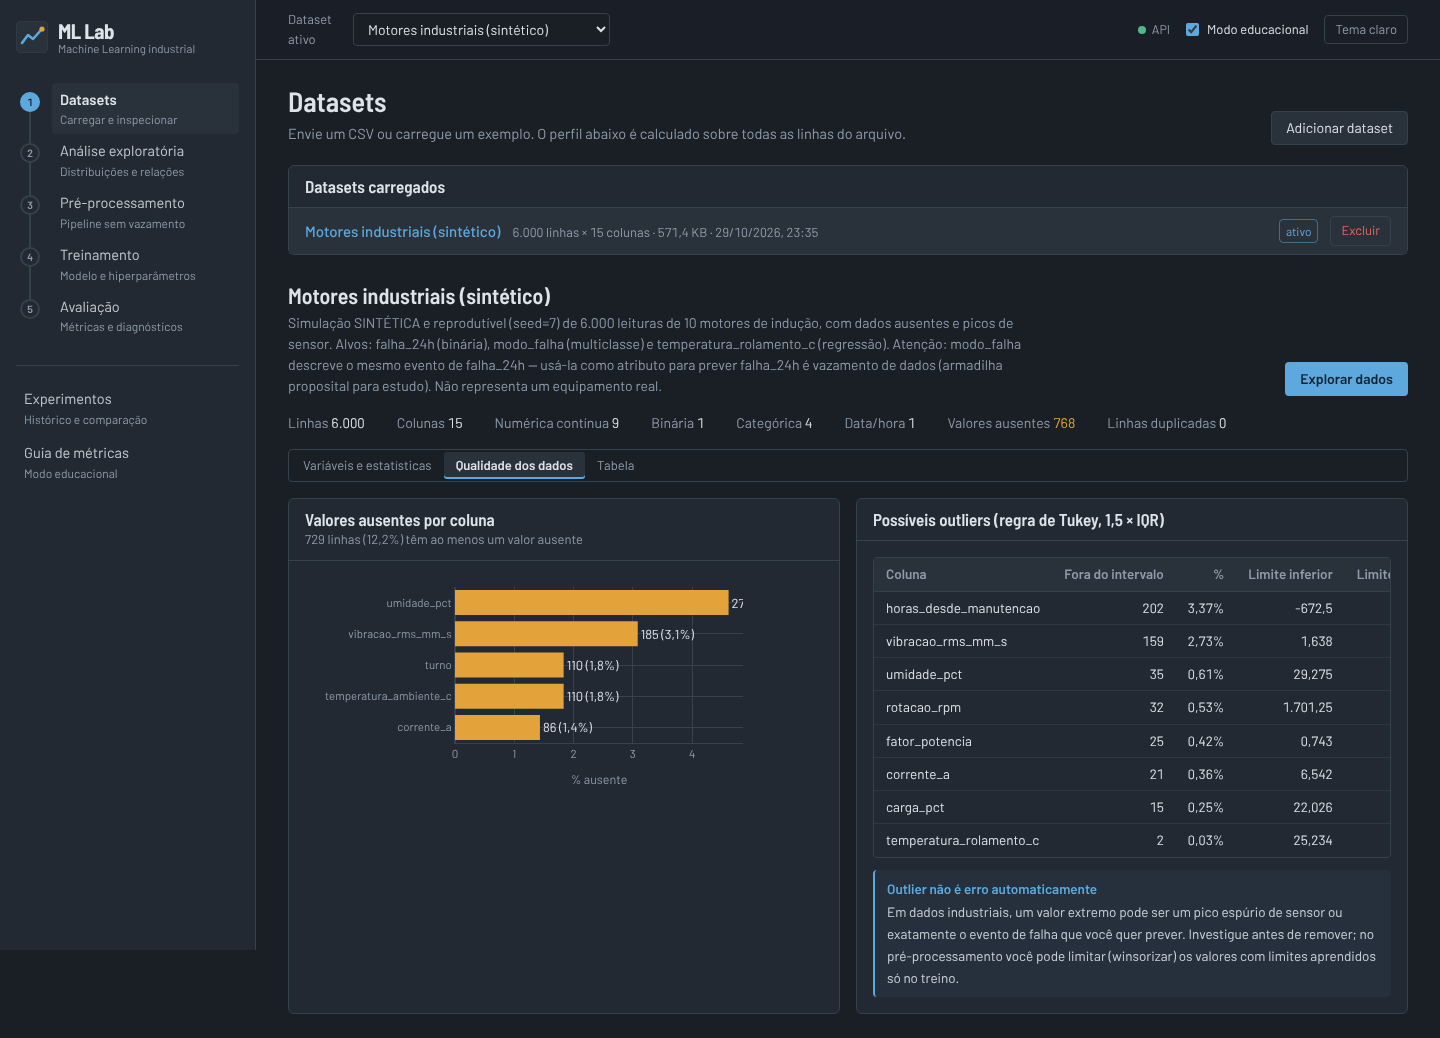 ML Lab
Machine Learning industrial
1
Datasets
Carregar e inspecionar
2
Análise exploratória
Distribuições e relações
3
Pré-processamento
Pipeline sem vazamento
4
Treinamento
Modelo e hiperparâmetros
5
Avaliação
Métricas e diagnósticos
Experimentos
Histórico e comparação
Guia de métricas
Modo educacional
Dataset
ativo
Motores industriais (sintético)
API
Modo educacional
Tema claro
Datasets
Envie um CSV ou carregue um exemplo. O perfil abaixo é calculado sobre todas as linhas do arquivo.
Adicionar dataset
Datasets carregados
Motores industriais (sintético) 6.000 linhas × 15 colunas · 571,4 KB · 29/10/2026, 23:35
ativo
Excluir
Motores industriais (sintético)
Simulação SINTÉTICA e reprodutível (seed=7) de 6.000 leituras de 10 motores de indução, com dados ausentes e picos de
sensor. Alvos: falha_24h (binária), modo_falha (multiclasse) e temperatura_rolamento_c (regressão). Atenção: modo_falha
descreve o mesmo evento de falha_24h — usá-la como atributo para prever falha_24h é vazamento de dados (armadilha
proposital para estudo). Não representa um equipamento real.
Explorar dados
Linhas 6.000 Colunas 15 Numérica contínua 9 Binária 1 Categórica 4 Data/hora 1 Valores ausentes 768 Linhas duplicadas 0
Variáveis e estatísticas Qualidade dos dados Tabela
Valores ausentes por coluna
729 linhas (12,2%) têm ao menos um valor ausente
umidade_pct 27
vibracao_rms_mm_s 185 (3,1%)
turno 110 (1,8%)
temperatura_ambiente_c 110 (1,8%)
corrente_a 86 (1,4%)
0 1 2 3 4
% ausente
Possíveis outliers (regra de Tukey, 1,5 × IQR)
Coluna Fora do intervalo % Limite inferior Limite
horas_desde_manutencao 202 3,37% -672,5
vibracao_rms_mm_s 159 2,73% 1,638
umidade_pct 35 0,61% 29,275
rotacao_rpm 32 0,53% 1.701,25
fator_potencia 25 0,42% 0,743
corrente_a 21 0,36% 6,542
carga_pct 15 0,25% 22,026
temperatura_rolamento_c 2 0,03% 25,234
Outlier não é erro automaticamente
Em dados industriais, um valor extremo pode ser um pico espúrio de sensor ou
exatamente o evento de falha que você quer prever. Investigue antes de remover; no
pré-processamento você pode limitar (winsorizar) os valores com limites aprendidos
só no treino.